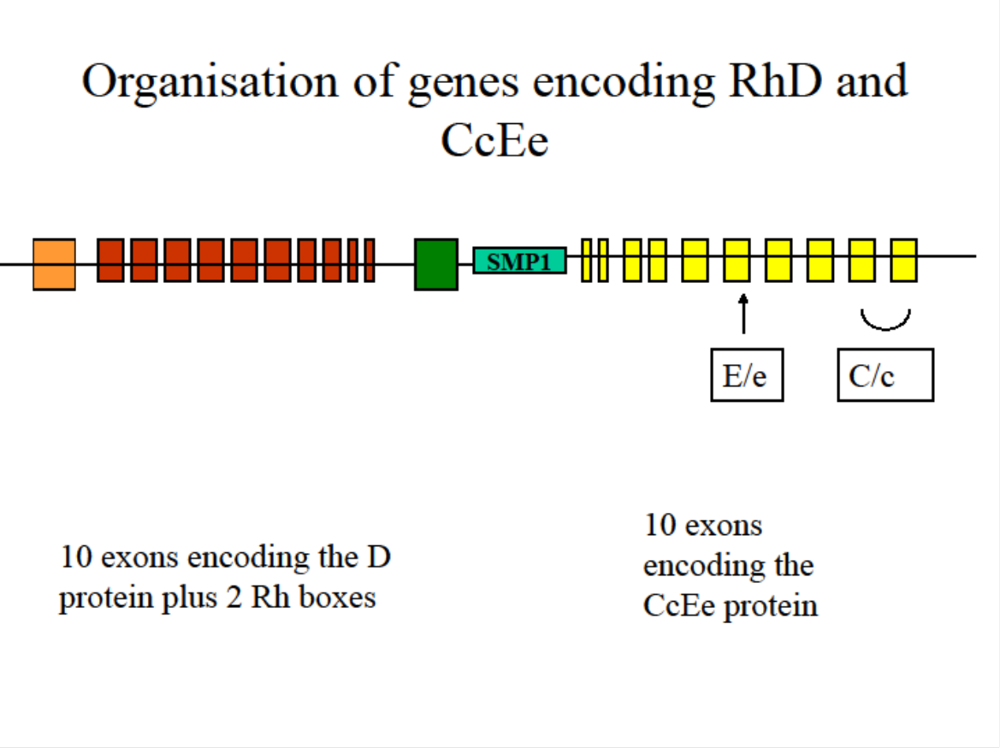 Organisation of genes encoding RhD and
CcEe
SMP1
E/e
C/c
10 exons encoding the D
protein plus 2 Rh boxes
10 exons
encoding the
CcEe protein